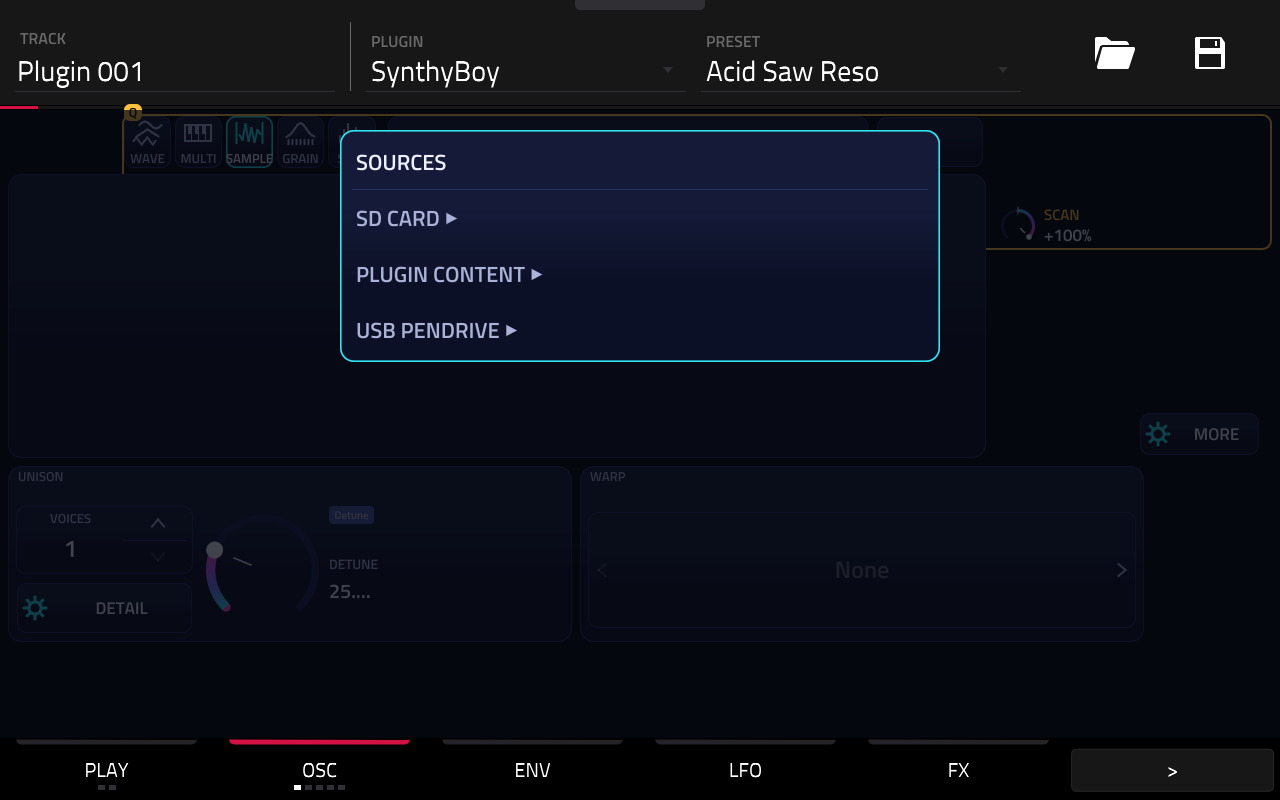 TRACK
Plugin 001
PLUGIN
SynthyBoy
PRESET
Acid Saw Reso
Q
WAVE
MULTI
SAMPLE
GRAIN
SOURCES
SD CARD ▶
PLUGIN CONTENT ▶
USB PENDRIVE ▶
SCAN
+100%
MORE
UNISON
VOICES
1
DETAIL
Detune
DETUNE
25....
WARP
None
PLAY
OSC
ENV
LFO
FX
>